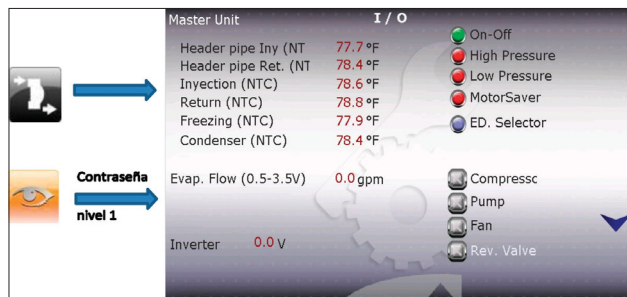 Master Unit
I / O
Header pipe Iny (NT 77.7 °F
Header pipe Ret. (NT 78.4 °F
Inyection (NTC) 78.6 °F
Return (NTC) 78.8 °F
Freezing (NTC) 77.9 °F
Condenser (NTC) 78.4 °F
On-Off
High Pressure
Low Pressure
MotorSaver
ED. Selector
Contraseña
nivel 1
Evap. Flow (0.5-3.5V) 0.0 gpm
Inverter 0.0 V
Compressc
Pump
Fan
Rev. Valve